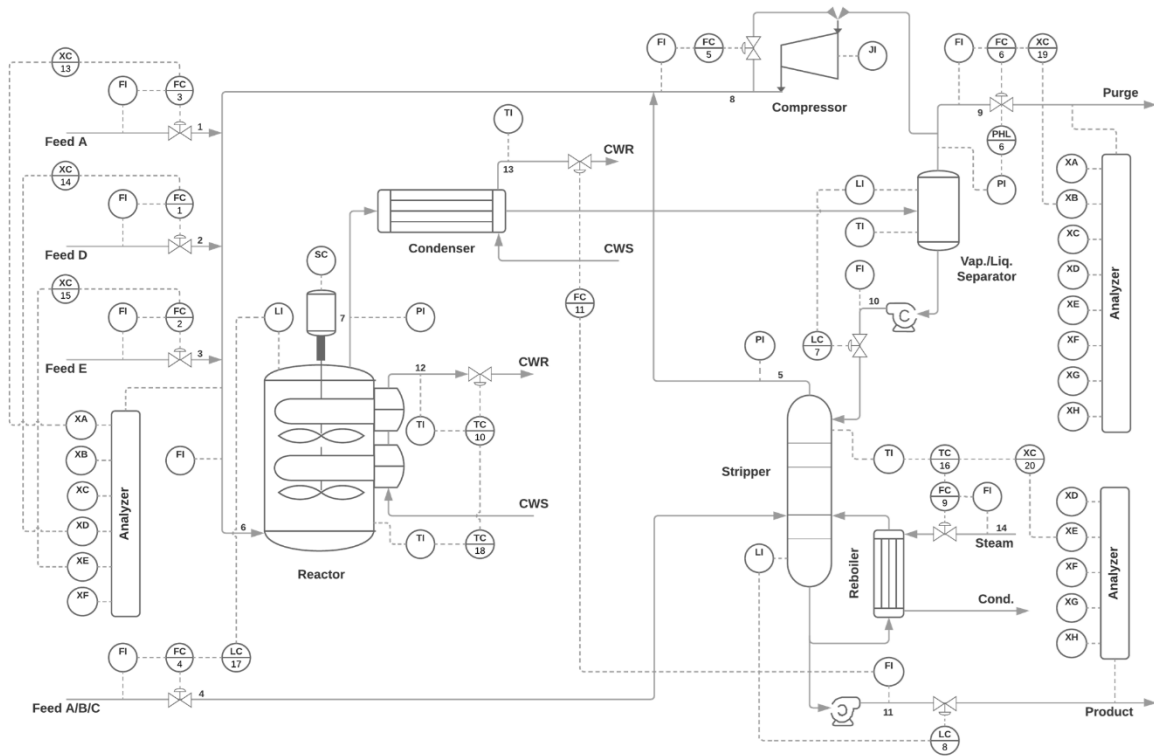 XC
13
FI
FC
3
Feed A
1
XC
14
FI
FC
1
Feed D
2
XC
15
FI
FC
2
Feed E
3
XA
XB
XC
XD
XE
XF
Analyzer
FI
6
FI
FC
4
LC
17
Feed A/B/C
4
LI
SC
7
PI
Reactor
12
CWR
TI
TC
10
CWS
TI
TC
18
TI
13
CWR
Condenser
CWS
FC
11
FI
FC
5
8
JI
Compressor
FI
FC
6
XC
19
9
Purge
PHL
6
PI
LI
TI
Vap./Liq.
Separator
FI
10
LC
7
C
XA
XB
XC
XD
XE
XF
XG
XH
Analyzer
PI
5
Stripper
TI
TC
16
XC
20
FC
9
FI
14
Steam
LI
Reboiler
Cond.
XD
XE
XF
XG
XH
Analyzer
FI
C
11
LC
8
Product